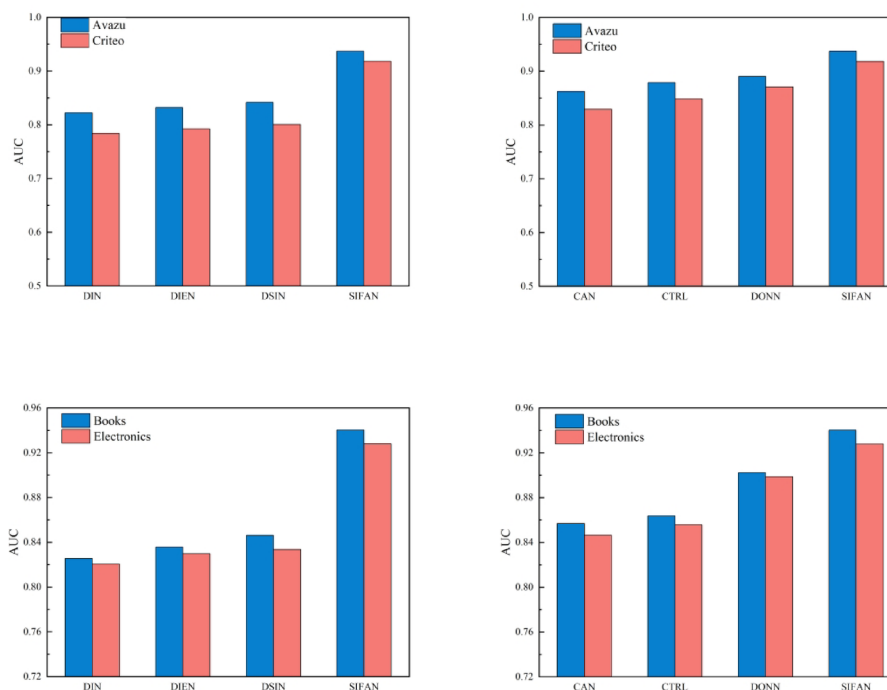 1.0
Avazu
Criteo
0.9
0.8
AUC
0.7
0.6
0.5
DIN DIEN DSIN SIFAN
1.0
Avazu
Criteo
0.9
0.8
AUC
0.7
0.6
0.5
CAN CTRL DONN SIFAN
0.96
Books
Electronics
0.92
0.88
AUC
0.84
0.80
0.76
0.72
DIN DIEN DSIN SIFAN
0.96
Books
Electronics
0.92
0.88
AUC
0.84
0.80
0.76
0.72
CAN CTRL DONN SIFAN